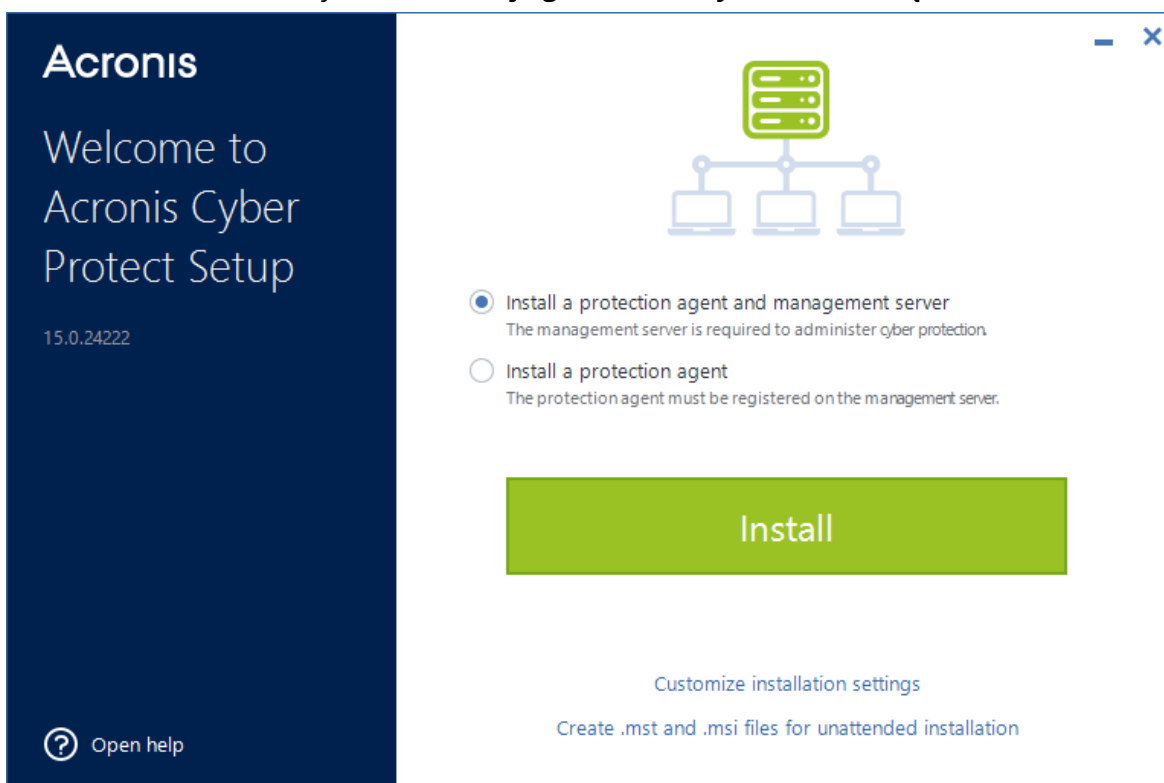 Acronis
Welcome to
Acronis Cyber
Protect Setup
15.0.24222
Install a protection agent and management server
The management server is required to administer cyber protection.
Install a protection agent
The protection agent must be registered on the management server.
Install
Customize installation settings
Create .mst and .msi files for unattended installation
? Open help